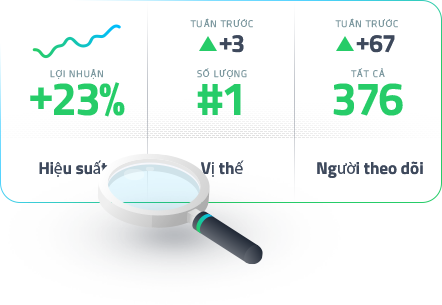 LỢI NHUẬN
+23%
Hiệu suất
TUẦN TRƯỚC
+3
SỐ LƯỢNG
#1
Vị thế
TUẦN TRƯỚC
+67
TẤT CẢ
376
Người theo dõi